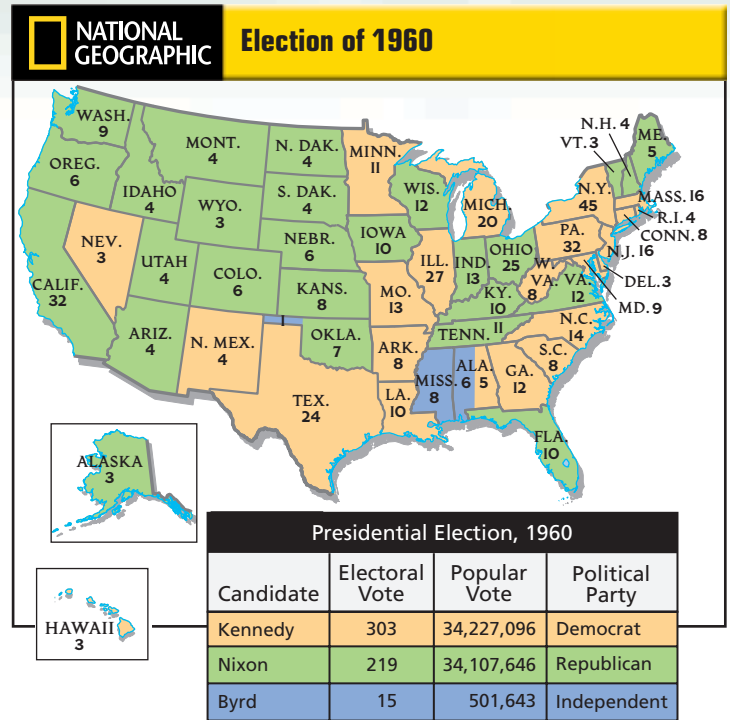 NATIONAL
GEOGRAPHIC
Election of 1960
WASH.
9
OREG.
6
CALIF.
32
NEV.
3
IDAHO
4
MONT.
4
WYO.
3
UTAH
4
COLO.
6
ARIZ.
4
N. MEX.
4
N. DAK.
4
S. DAK.
4
NEBR.
6
KANS.
8
1
OKLA.
7
TEX.
24
MINN.
11
IOWA
10
MO.
13
ARK.
8
LA.
10
WIS.
12
ILL.
27
MICH.
20
IND.
13
OHIO
25
KY.
10
TENN. 11
MISS.
8
ALA.
6 5
GA.
12
FLA.
10
S.C.
8
N.C.
14
VA.
12
W.
VA.
8
PA.
32
N.Y.
45
VT. 3
N.H. 4
ME.
5
MASS. 16
R.I. 4
CONN. 8
N.J. 16
DEL. 3
MD. 9
ALASKA
3
HAWAII
3
Presidential Election, 1960
Candidate Electoral Vote Popular Vote Political Party
Kennedy 303 34,227,096 Democrat
Nixon 219 34,107,646 Republican
Byrd 15 501,643 Independent